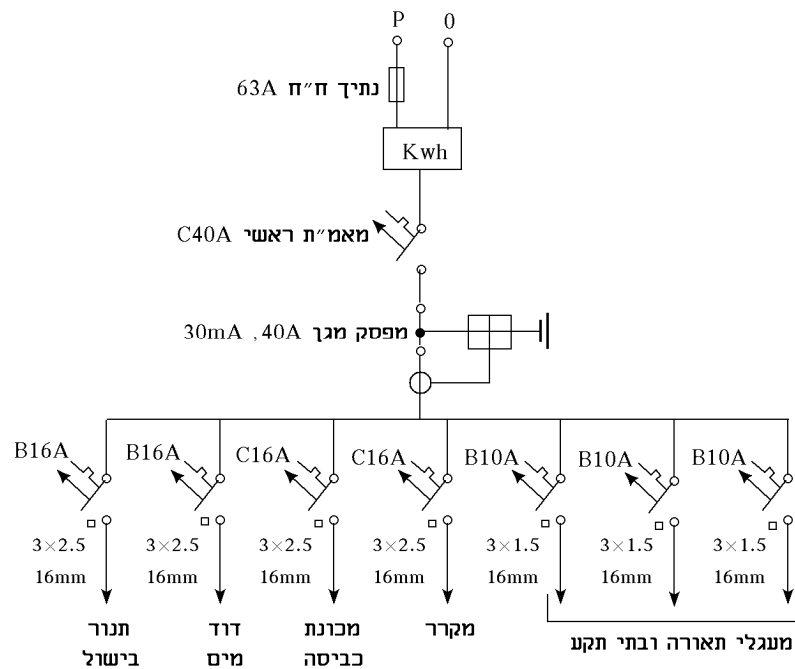 P 0
נתיך ח״ח 63A
Kwh
מאמ״ת ראשי C40A
מפסק מגן 40A, 30mA
B16A B16A C16A C16A B10A B10A B10A
3×2.5 3×2.5 3×2.5 3×2.5 3×1.5 3×1.5 3×1.5
16mm 16mm 16mm 16mm 16mm 16mm 16mm
תנור דוד מכונת מקרר מעגלי תאורה ובתי תקע
בישול מים כביסה